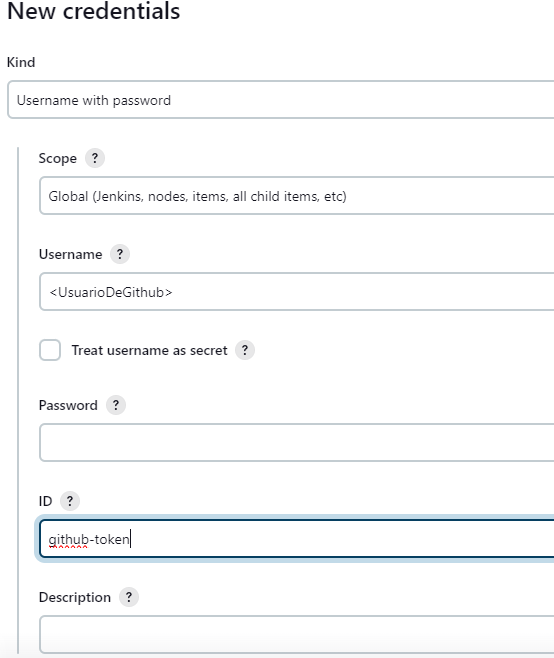 New credentials
Kind
Username with password
Scope ?
Global (Jenkins, nodes, items, all child items, etc)
Username ?
<UsuarioDeGithub>
Treat username as secret ?
Password ?
ID ?
github-token
Description ?